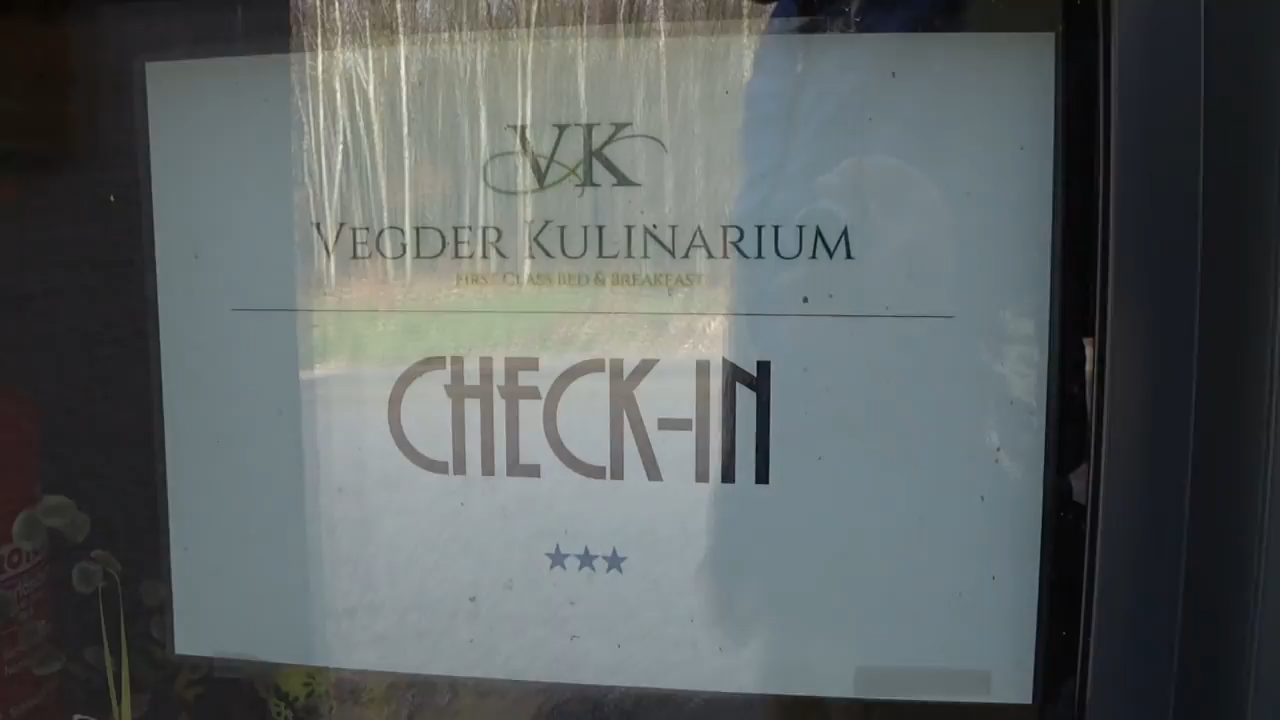 VK
VEGDER KULINARIUM
FIRST CLASS BED & BREAKFAST
CHECK-IN